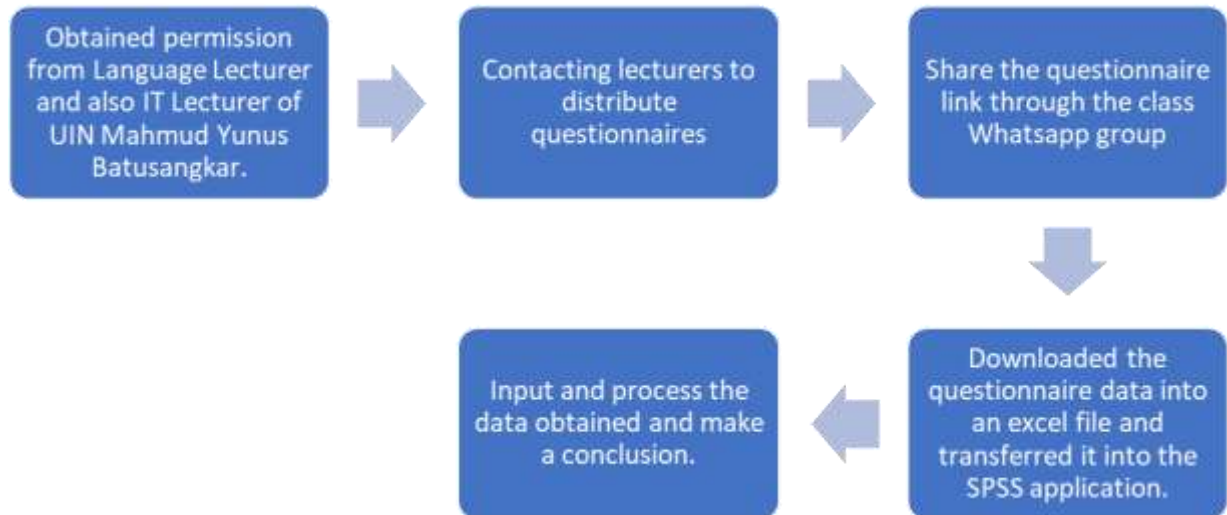 Obtained permission
from Language Lecturer
and also IT Lecturer of
UIN Mahmud Yunus
Batusangkar.
Contacting lecturers to
distribute
questionnaires
Share the questionnaire
link through the class
Whatsapp group
Downloaded the
questionnaire data into
an excel file and
transferred it into the
SPSS application.
Input and process the
data obtained and make
a conclusion.